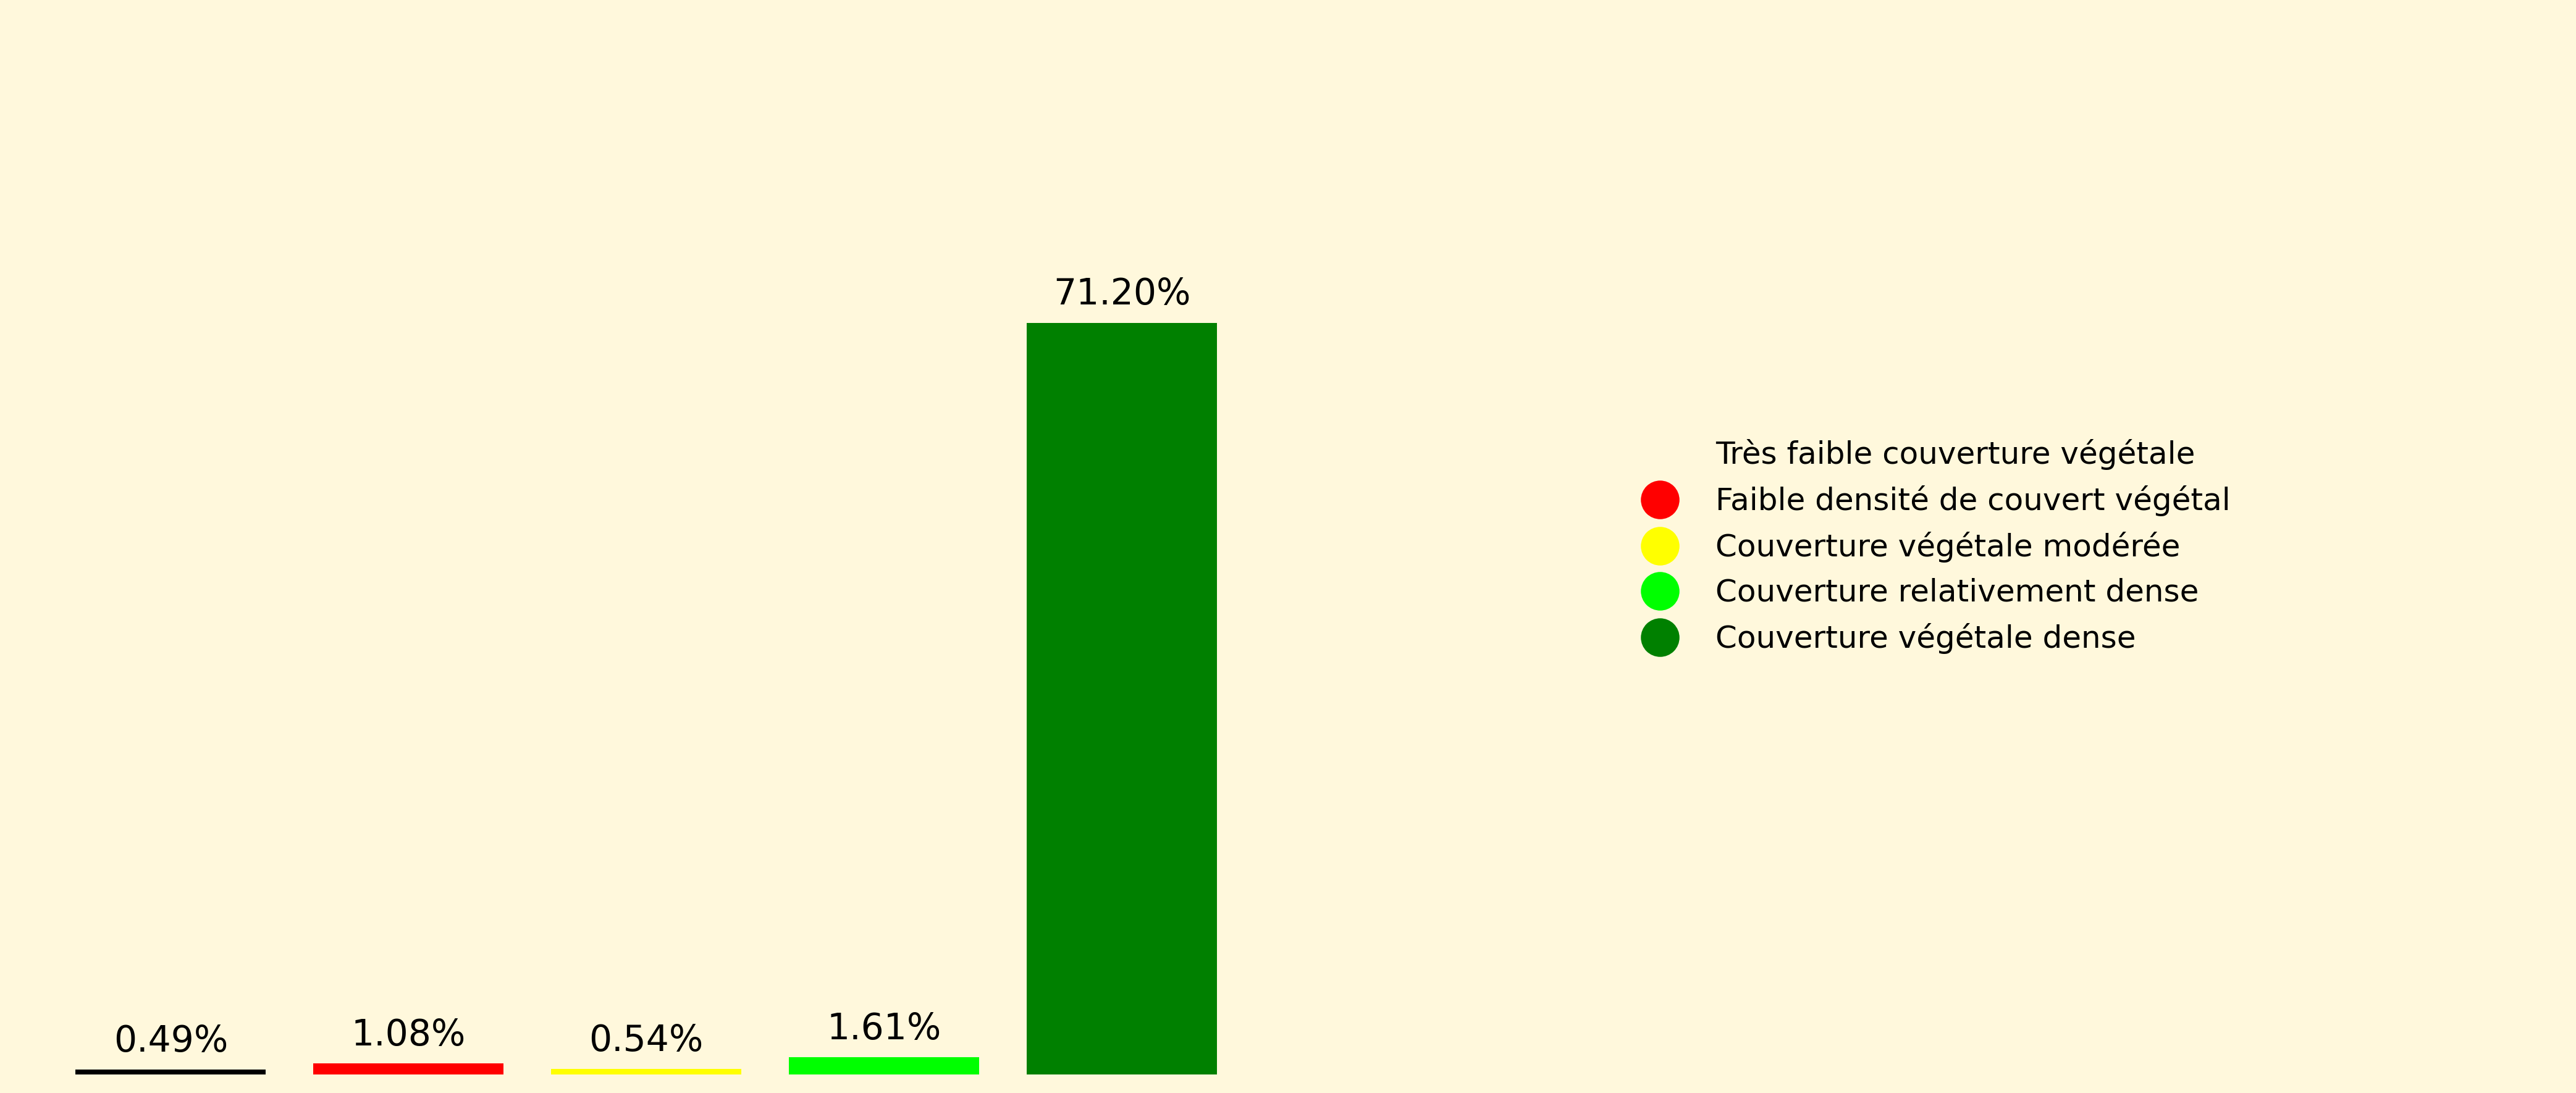 71.20%
Très faible couverture végétale
Faible densité de couvert végétal
Couverture végétale modérée
Couverture relativement dense
Couverture végétale dense
0.49%
1.08%
0.54%
1.61%